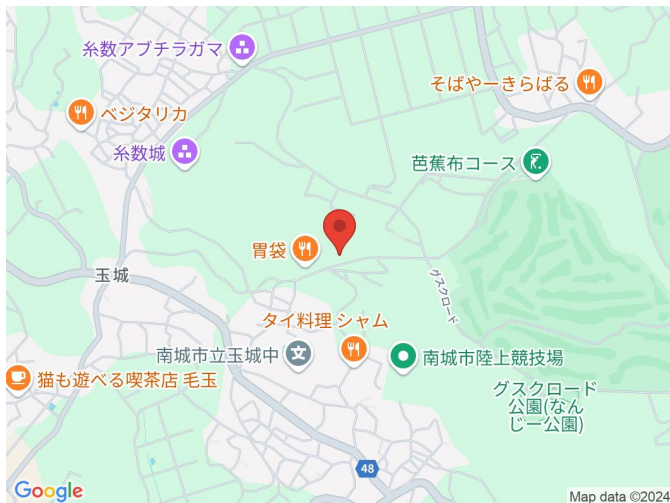 糸数アブチラガマ
そばやーきらばる
ベジタリカ
糸数城
芭蕉布コース
胃袋
玉城
グスクロード
タイ料理 シャム
南城市立玉城中
南城市陸上競技場
猫も遊べる喫茶店 毛玉
グスクロード
公園(なん
じー公園)
48
Google
Map data ©2024